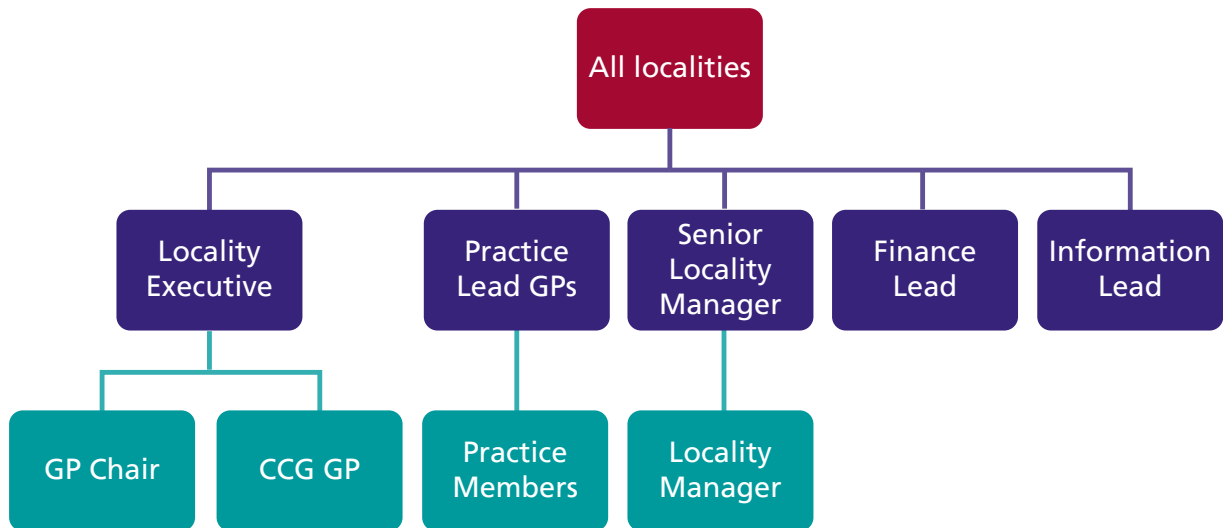 All localities
Locality
Executive
Practice
Lead GPs
Senior
Locality
Manager
Finance
Lead
Information
Lead
GP Chair
CCG GP
Practice
Members
Locality
Manager